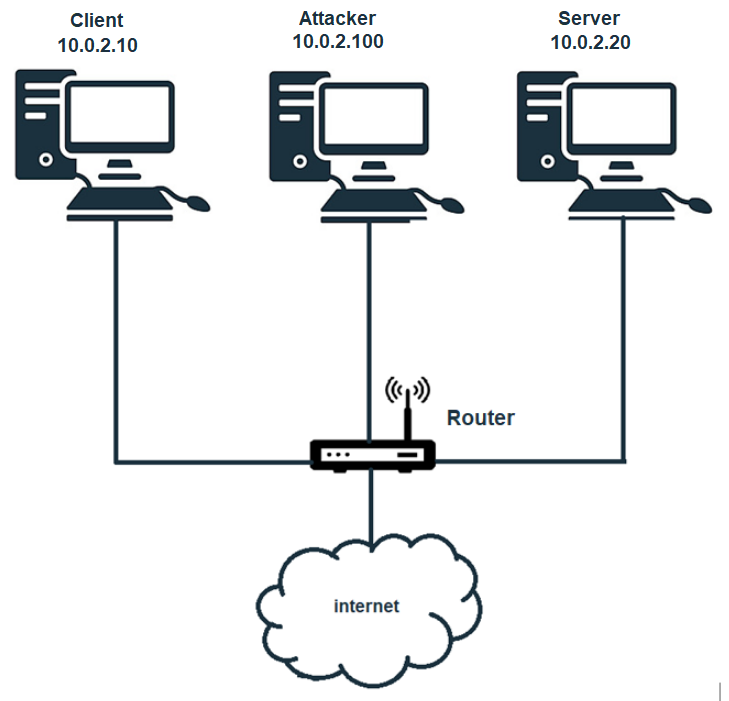 Client
10.0.2.10
Attacker
10.0.2.100
Server
10.0.2.20
Router
internet